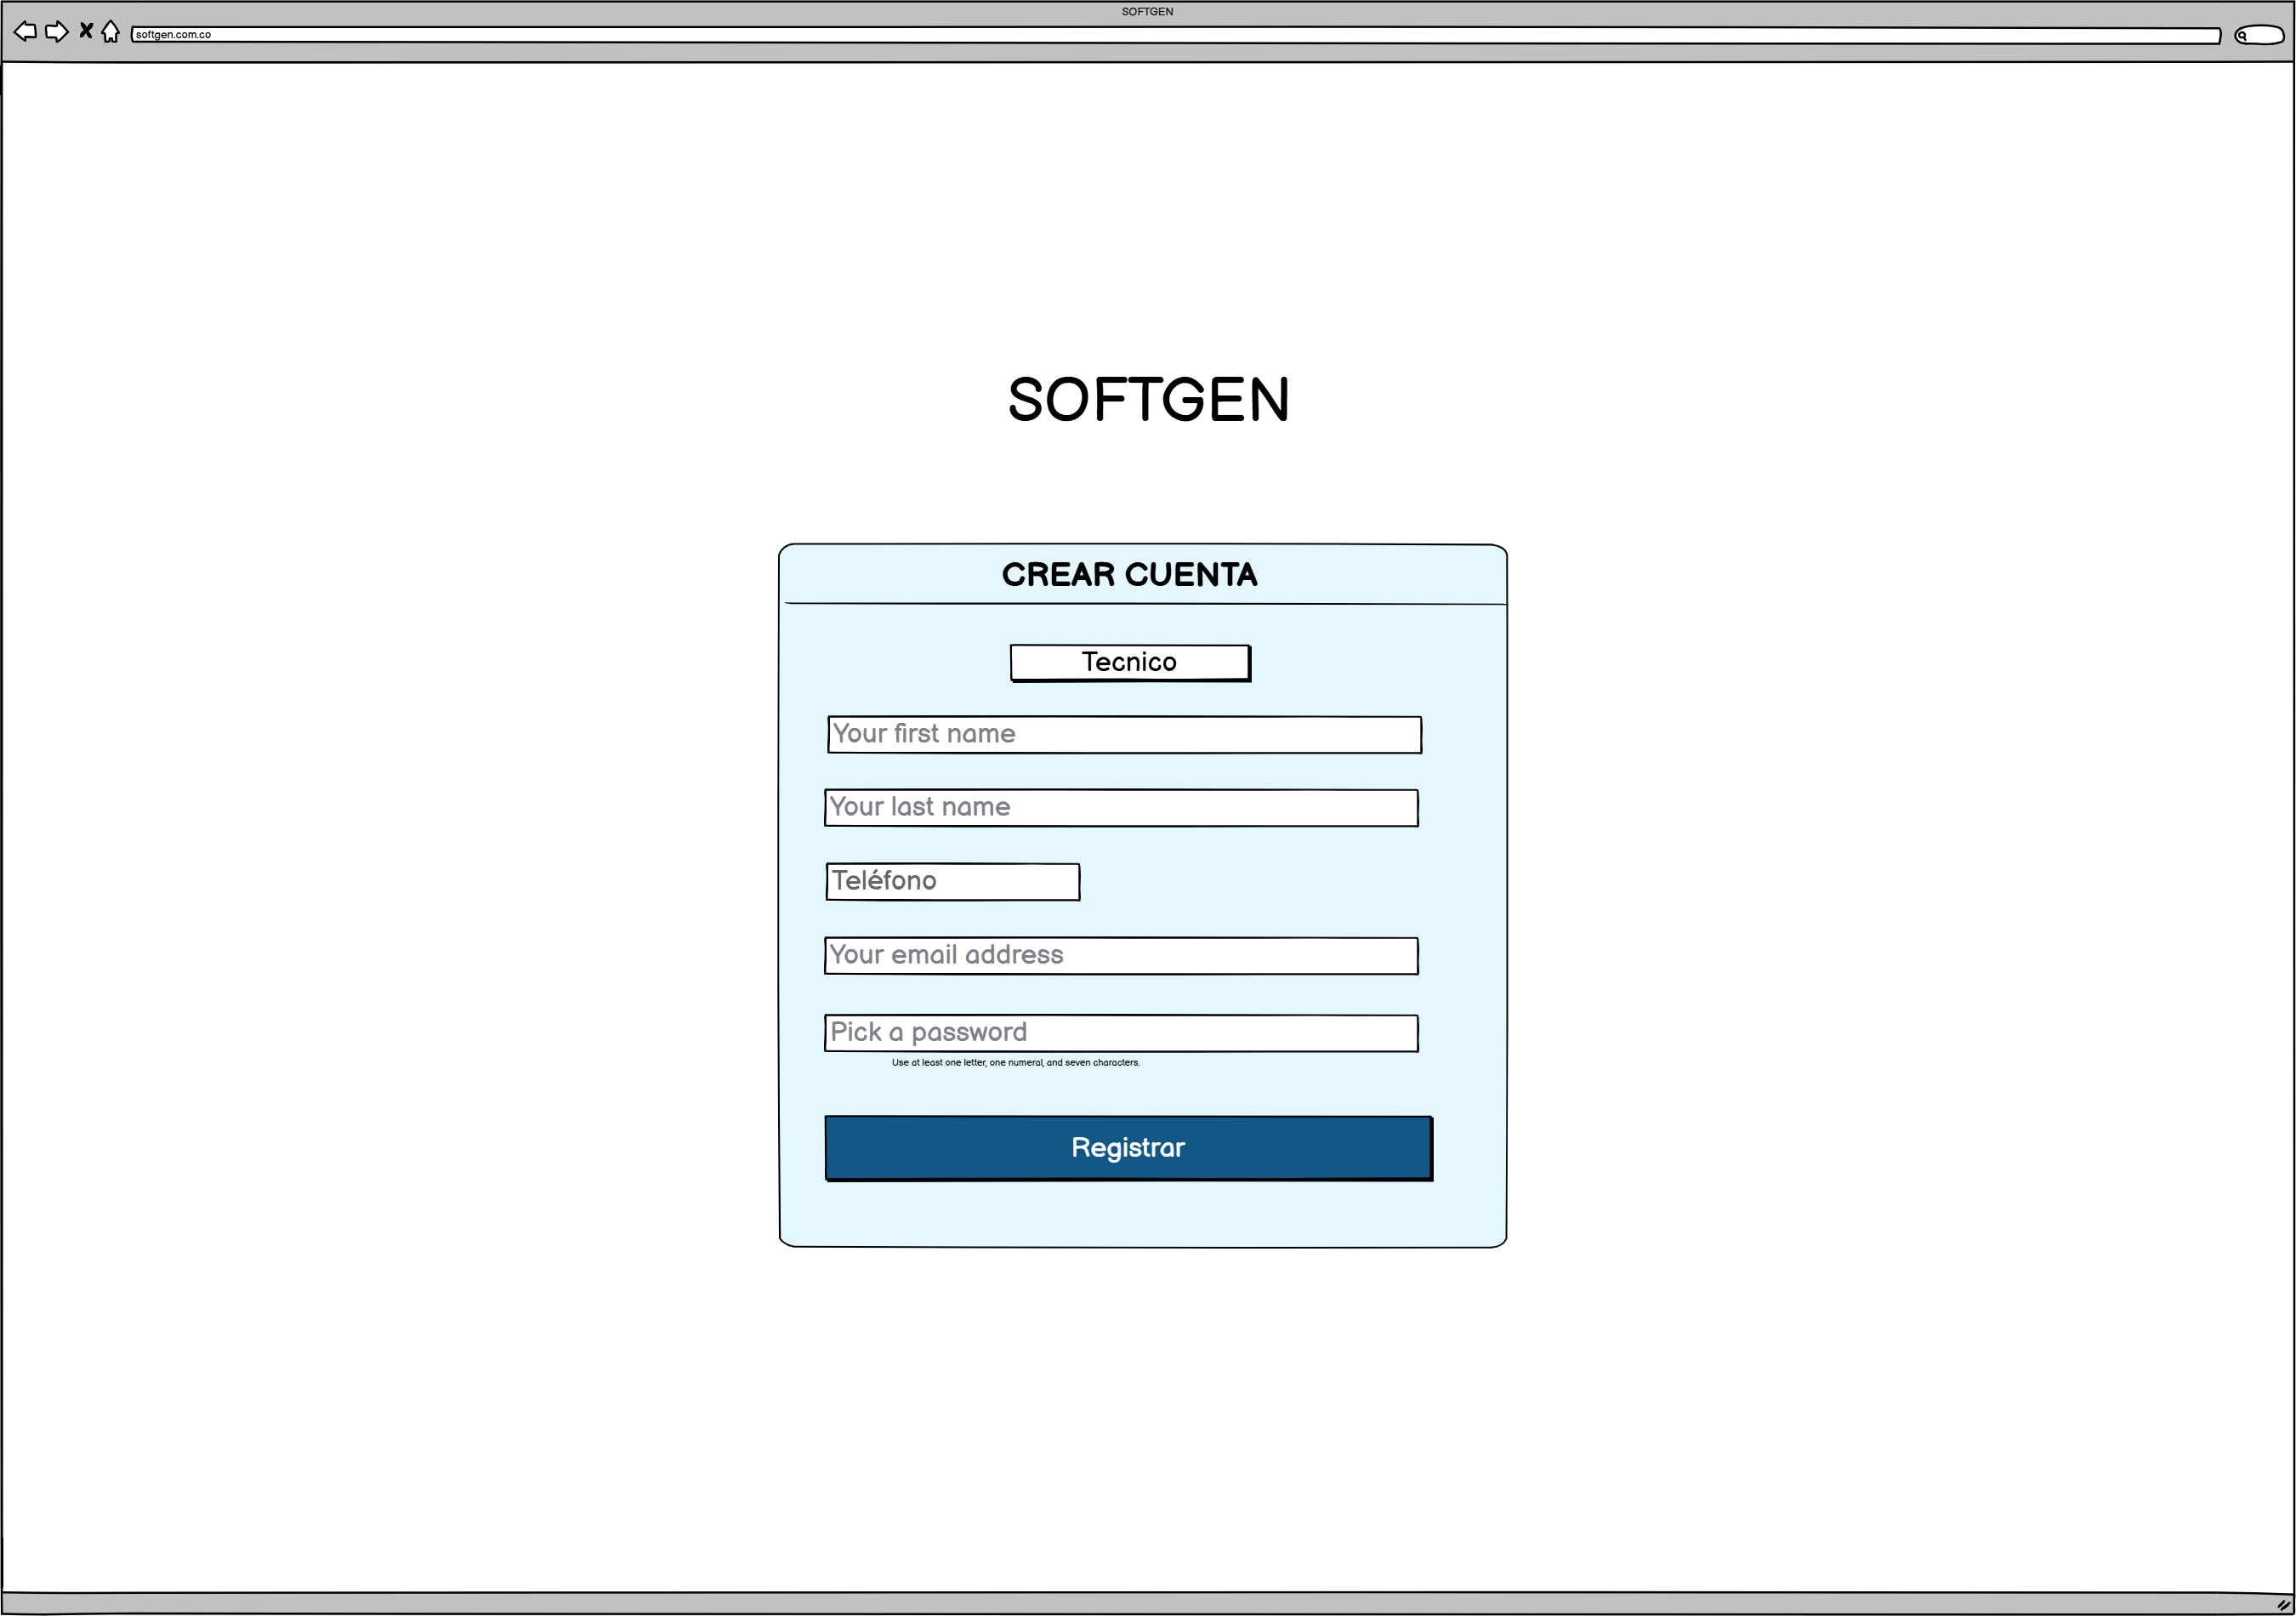 SOFTGEN
softgen.com.co
SOFTGEN
CREAR CUENTA
Tecnico
Your first name
Your last name
Teléfono
Your email address
Pick a password
Use at least one letter, one numeral, and seven characters.
Registrar